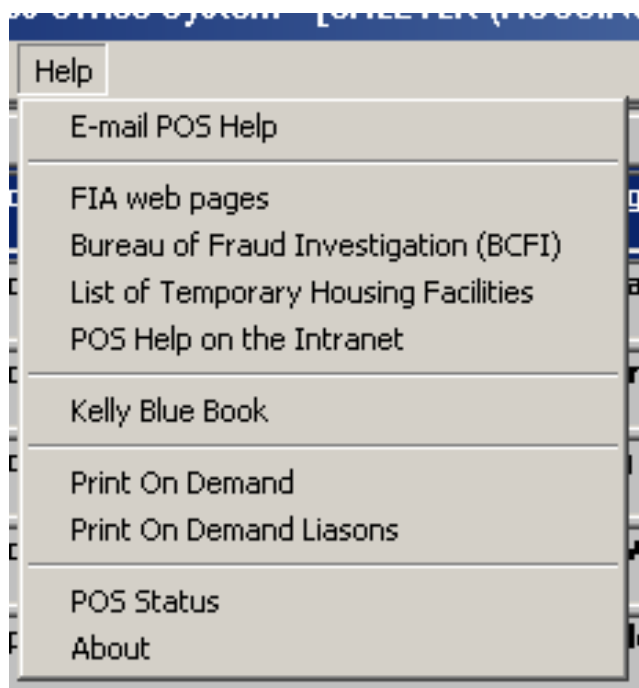 Help
E-mail POS Help
FIA web pages
Bureau of Fraud Investigation (BCFI)
List of Temporary Housing Facilities
POS Help on the Intranet
Kelly Blue Book
Print On Demand
Print On Demand Liasons
POS Status
About